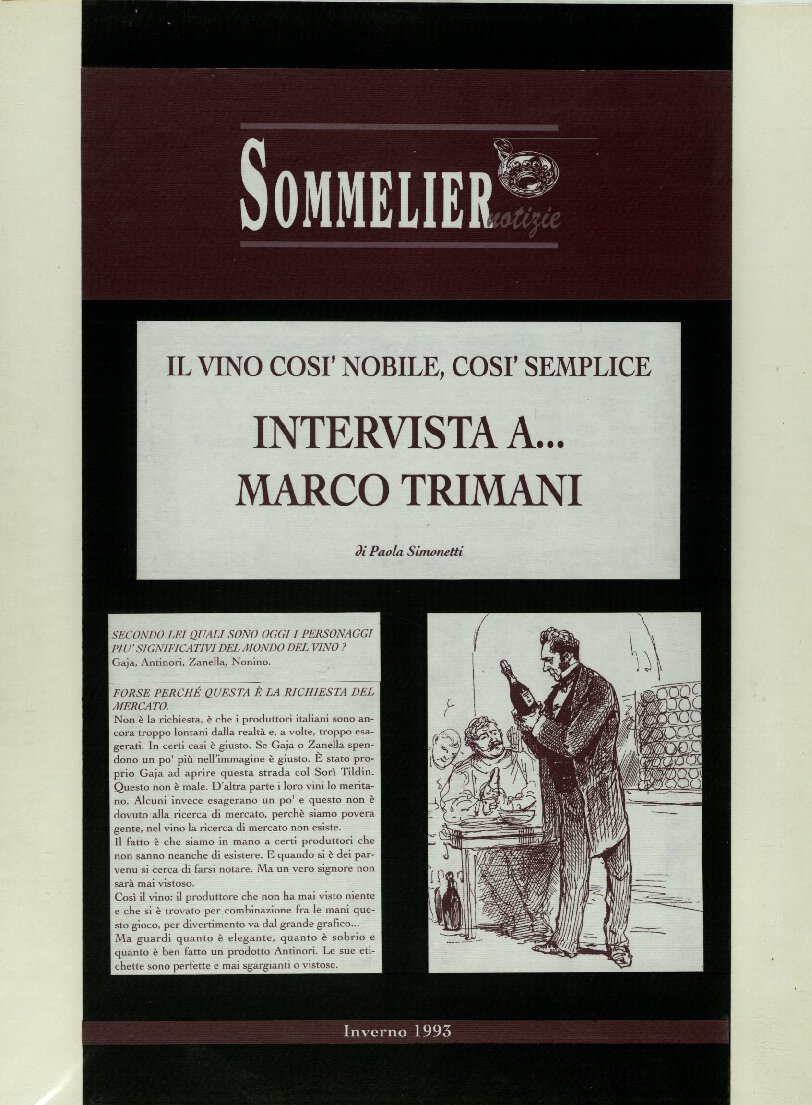 SOMMELIER
notizie
IL VINO COSI' NOBILE, COSI' SEMPLICE
INTERVISTA A...
MARCO TRIMANI
di Paola Simonetti
SECONDO LEI QUALI SONO OGGI I PERSONAGGI
PIU' SIGNIFICATIVI DEL MONDO DEL VINO ?
Gaja, Antinori, Zanella, Nonino.
FORSE PERCHÉ QUESTA È LA RICHIESTA DEL
MERCATO.
Non è la richiesta, è che i produttori italiani sono an-
cora troppo lontani dalla realtà e, a volte, troppo esa-
gerati. In certi casi è giusto. Se Gaja o Zanella spen-
dono un po' più nell'immagine è giusto. È stato pro-
prio Gaja ad aprire questa strada col Sorì Tildin.
Questo non è male. D'altra parte i loro vini lo merita-
no. Alcuni invece esagerano un po' e questo non è
dovuto alla ricerca di mercato, perchè siamo povera
gente, nel vino la ricerca di mercato non esiste.
Il fatto è che siamo in mano a certi produttori che
non sanno neanche di esistere. E quando si è dei par-
venu si cerca di farsi notare. Ma un vero signore non
sarà mai vistoso.
Così il vino: il produttore che non ha mai visto niente
e che si è trovato per combinazione fra le mani que-
sto gioco, per divertimento va dal grande grafico...
Ma guardi quanto è elegante, quanto è sobrio e
quanto è ben fatto un prodotto Antinori. Le sue eti-
chette sono perfette e mai sgargianti o vistose.
Inverno 1993